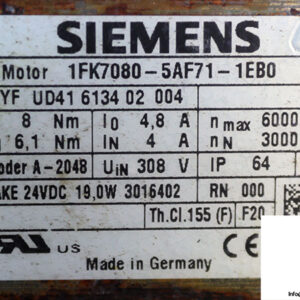 SIEMENS
Motor 1FK7080-5AF71-1EB0
YF UD41 6134 02 004
8 Nm I0 4,8 A n max 6000
6,1 Nm IN 4 A nN 3000
oder A-2048 UIN 308 V IP 64
AKE 24VDC 19,0W 3016402 RN 000
Th.Cl.155 (F) F20
US CE
Made in Germany